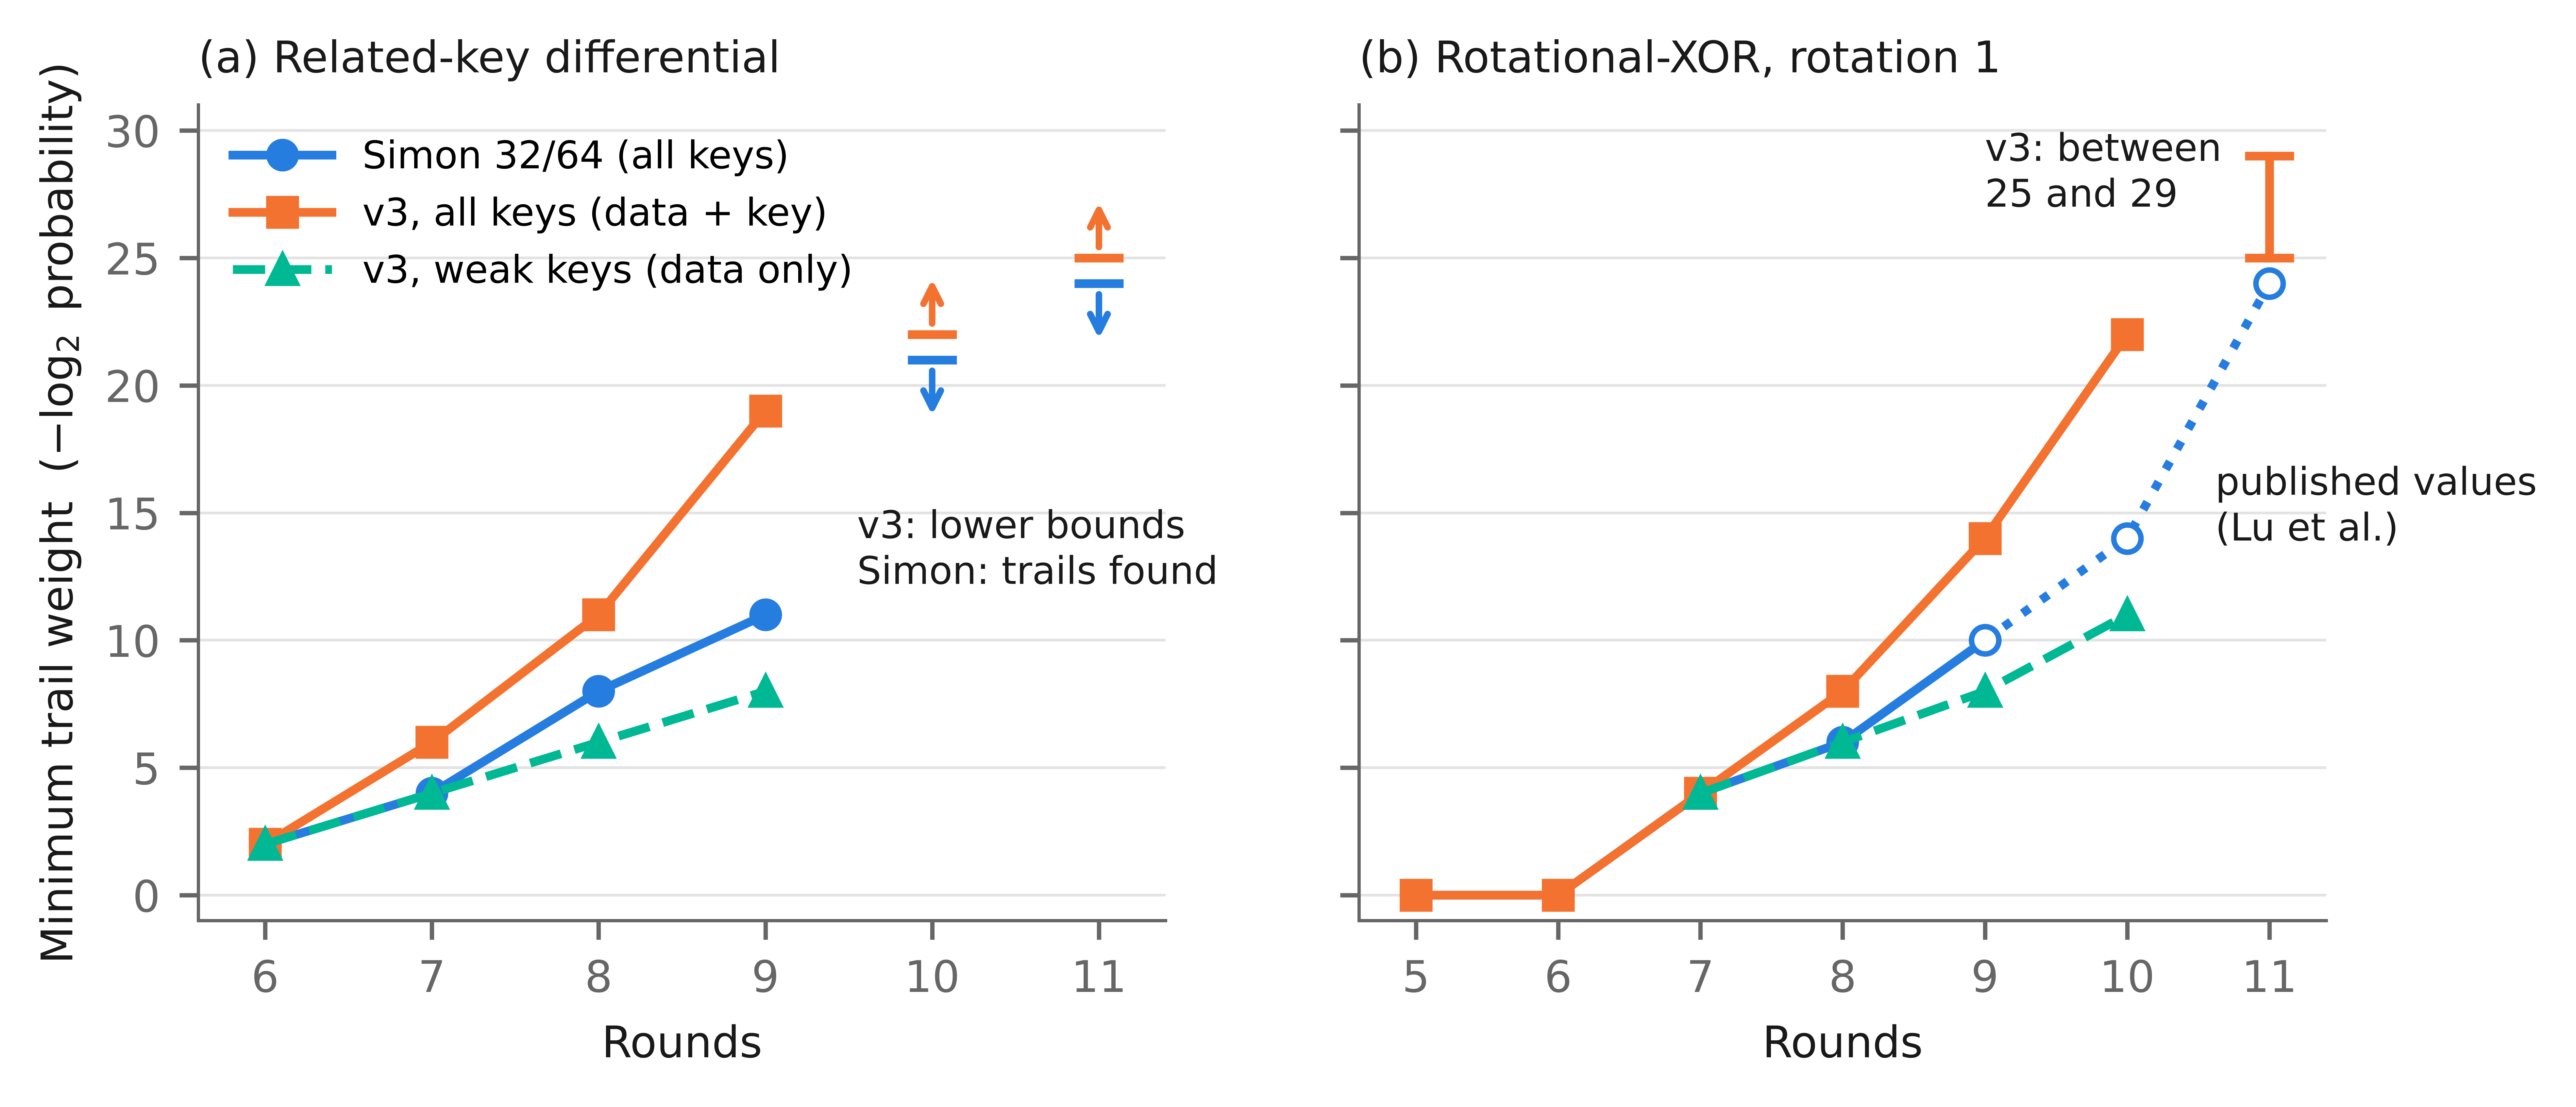 (a) Related-key differential
Minimum trail weight (−log₂ probability)
30
25
20
15
10
5
0
Simon 32/64 (all keys)
v3, all keys (data + key)
v3, weak keys (data only)
v3: lower bounds
Simon: trails found
6 7 8 9 10 11
Rounds
(b) Rotational-XOR, rotation 1
v3: between
25 and 29
published values
(Lu et al.)
5 6 7 8 9 10 11
Rounds